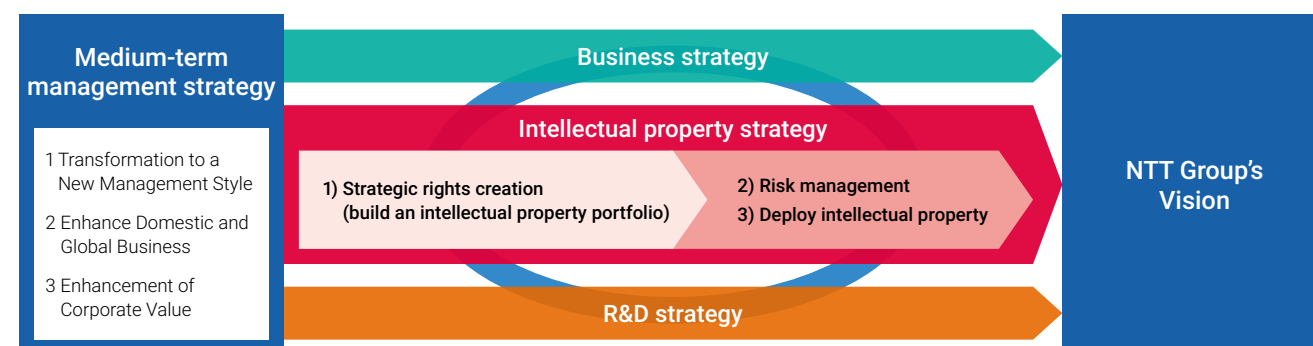 Medium-term
management strategy
1 Transformation to a
New Management Style
2 Enhance Domestic and
Global Business
3 Enhancement of
Corporate Value
Business strategy
Intellectual property strategy
1) Strategic rights creation
(build an intellectual property portfolio)
2) Risk management
3) Deploy intellectual property
R&D strategy
NTT Group's
Vision